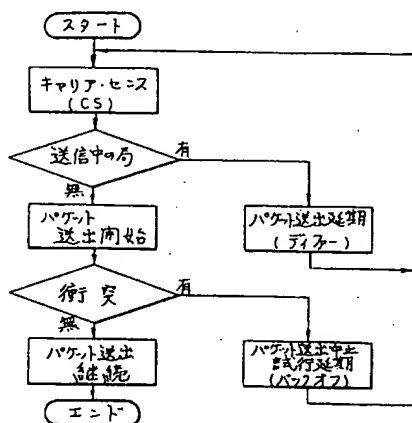 スタート
キャリア・センス
(CS)
送信中の局
有
無
パケット
送出開始
パケット送出延期
(ディファー)
衝突
有
無
パケット送出
継続
パケット送出中止
試行延期
(バックオフ)
エンド